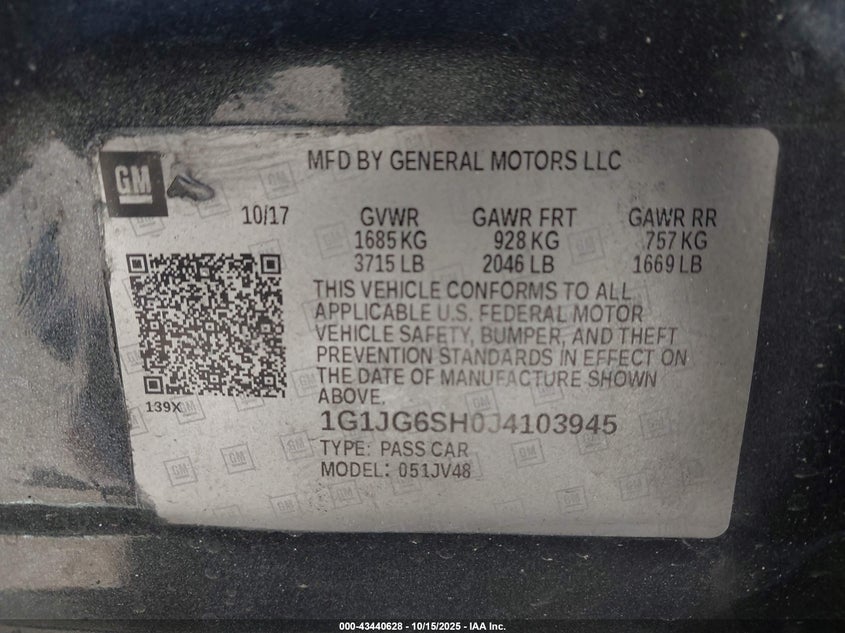 GM
MFD BY GENERAL MOTORS LLC
10/17 GVWR GAWR FRT GAWR RR
1685 KG 928 KG 757 KG
3715 LB 2046 LB 1669 LB
THIS VEHICLE CONFORMS TO ALL
APPLICABLE U.S. FEDERAL MOTOR
VEHICLE SAFETY, BUMPER, AND THEFT
PREVENTION STANDARDS IN EFFECT ON
THE DATE OF MANUFACTURE SHOWN
ABOVE.
139X
1G1JG6SH0J4103945
TYPE: PASS CAR
MODEL: 051JV48
000-43440628 - 10/15/2025 - IAA Inc.